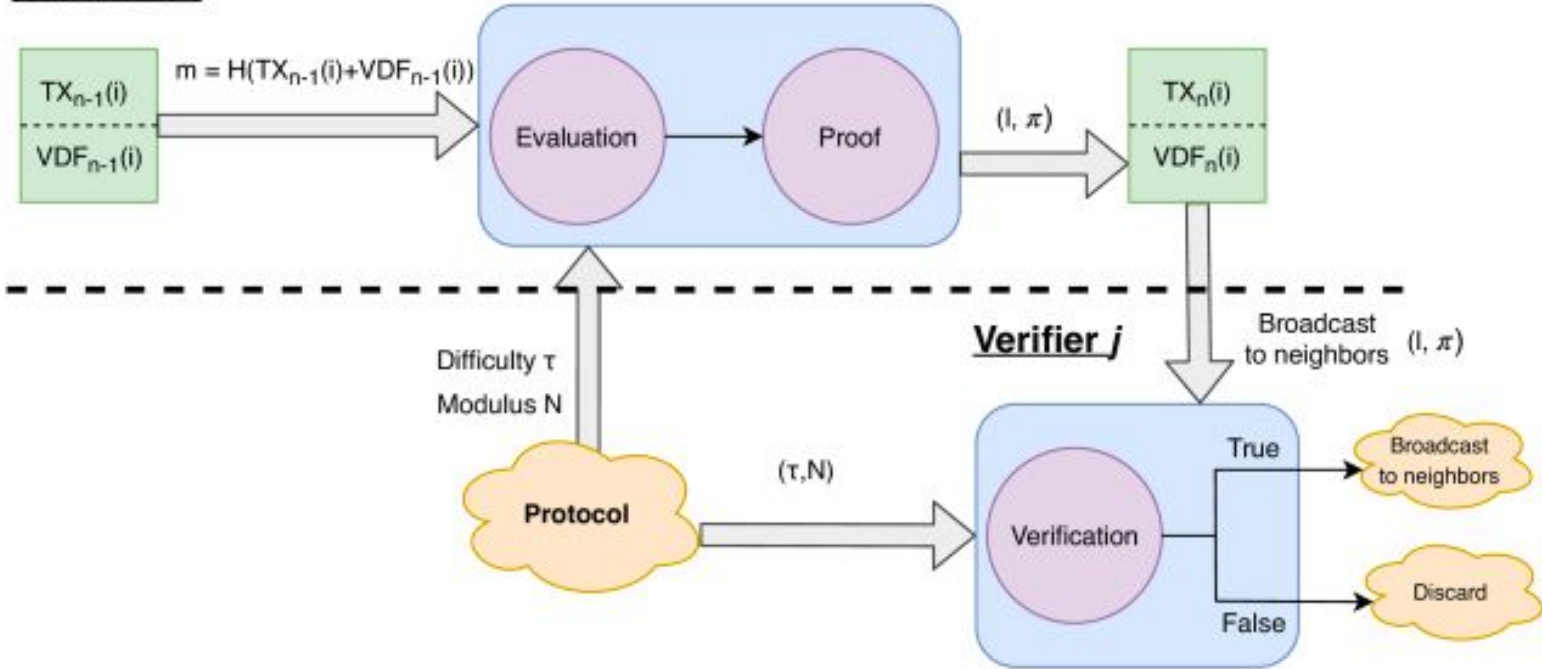 m = H(TXₙ₋₁(i)+VDFₙ₋₁(i))
TXₙ₋₁(i)
VDFₙ₋₁(i)
Evaluation
Proof
(l, π)
TXₙ(i)
VDFₙ(i)
Difficulty τ
Modulus N
Verifier j
Broadcast
to neighbors
(l, π)
Protocol
(τ,N)
Verification
True
False
Broadcast
to neighbors
Discard